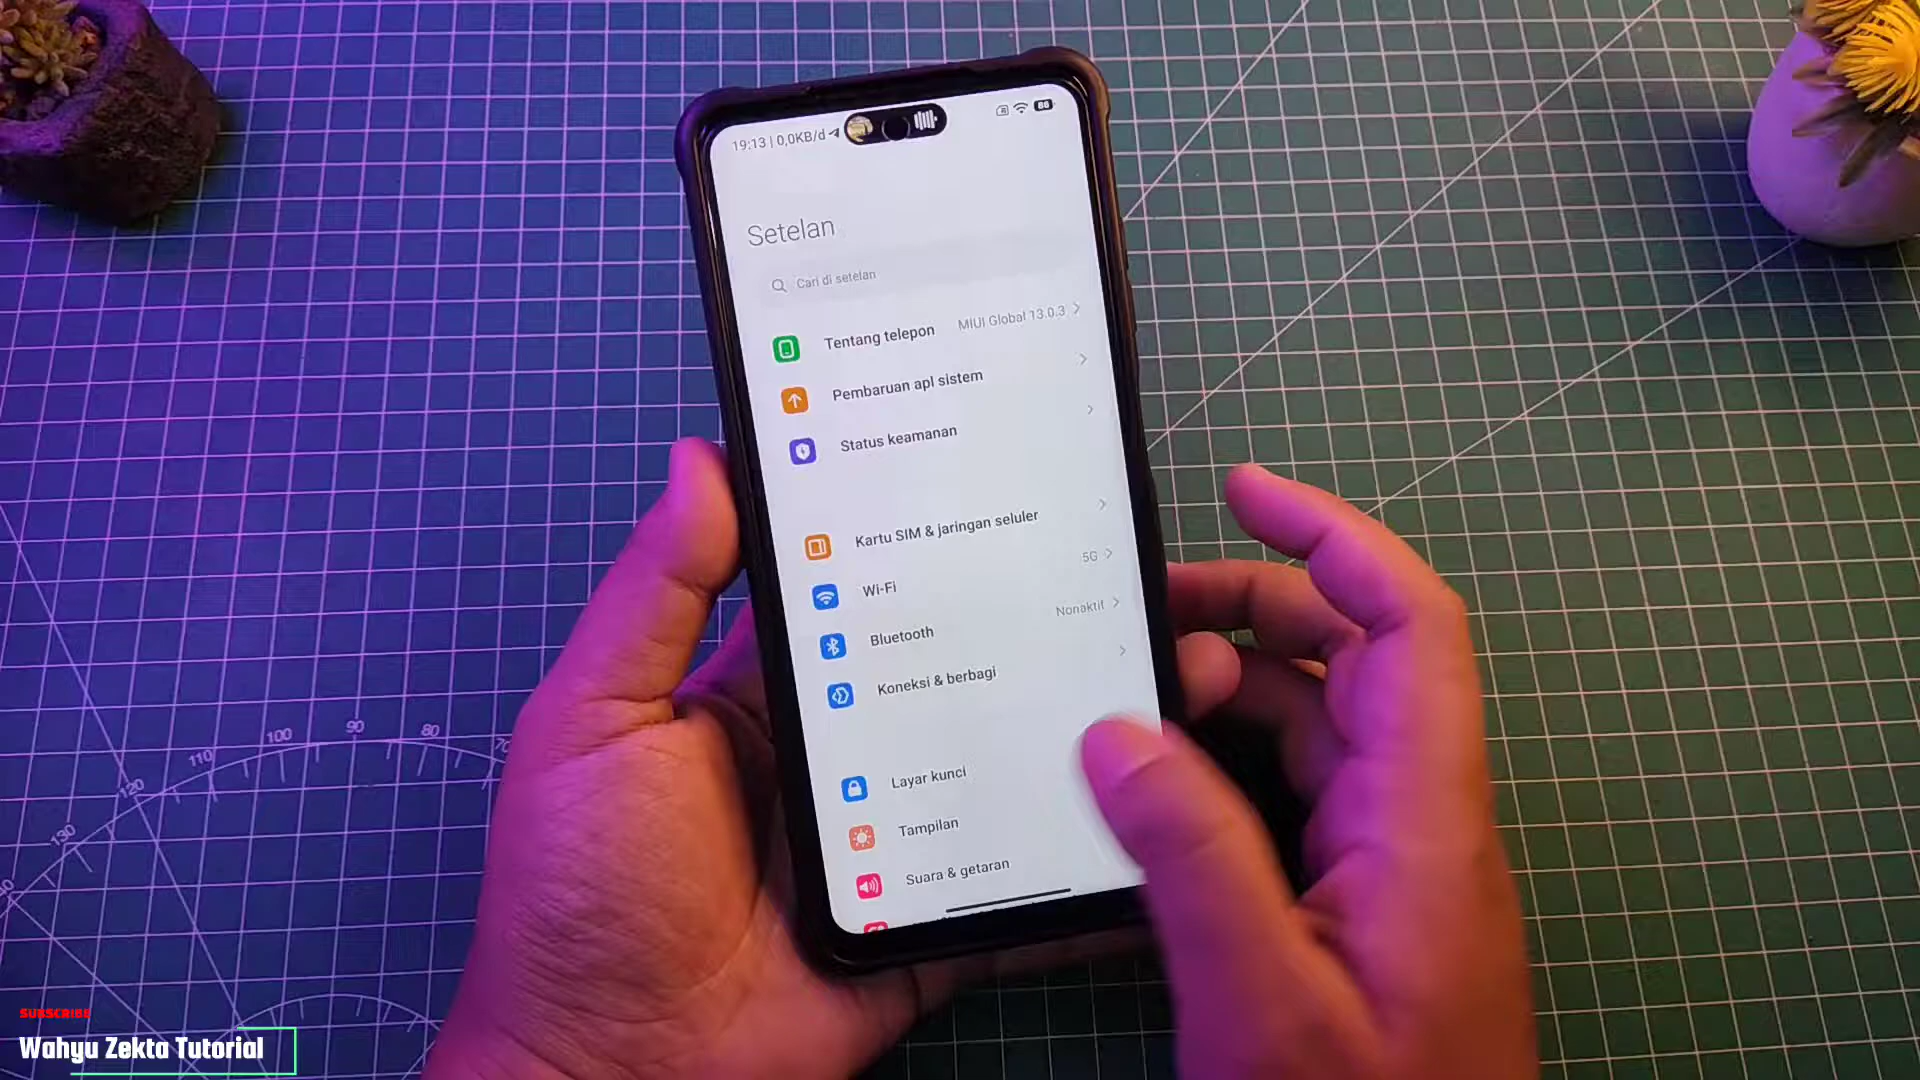 19:13 | 0,0KB/d
86
Setelan
Cari di setelan
Tentang telepon
MIUI Global 13.0.3
Pembaruan apl sistem
Status keamanan
Kartu SIM & jaringan seluler
Wi-Fi
5G
Bluetooth
Nonaktif
Koneksi & berbagi
Layar kunci
Tampilan
Suara & getaran
130
120
110
100
90
80
SUBSCRIBE
Wahyu Zekta Tutorial